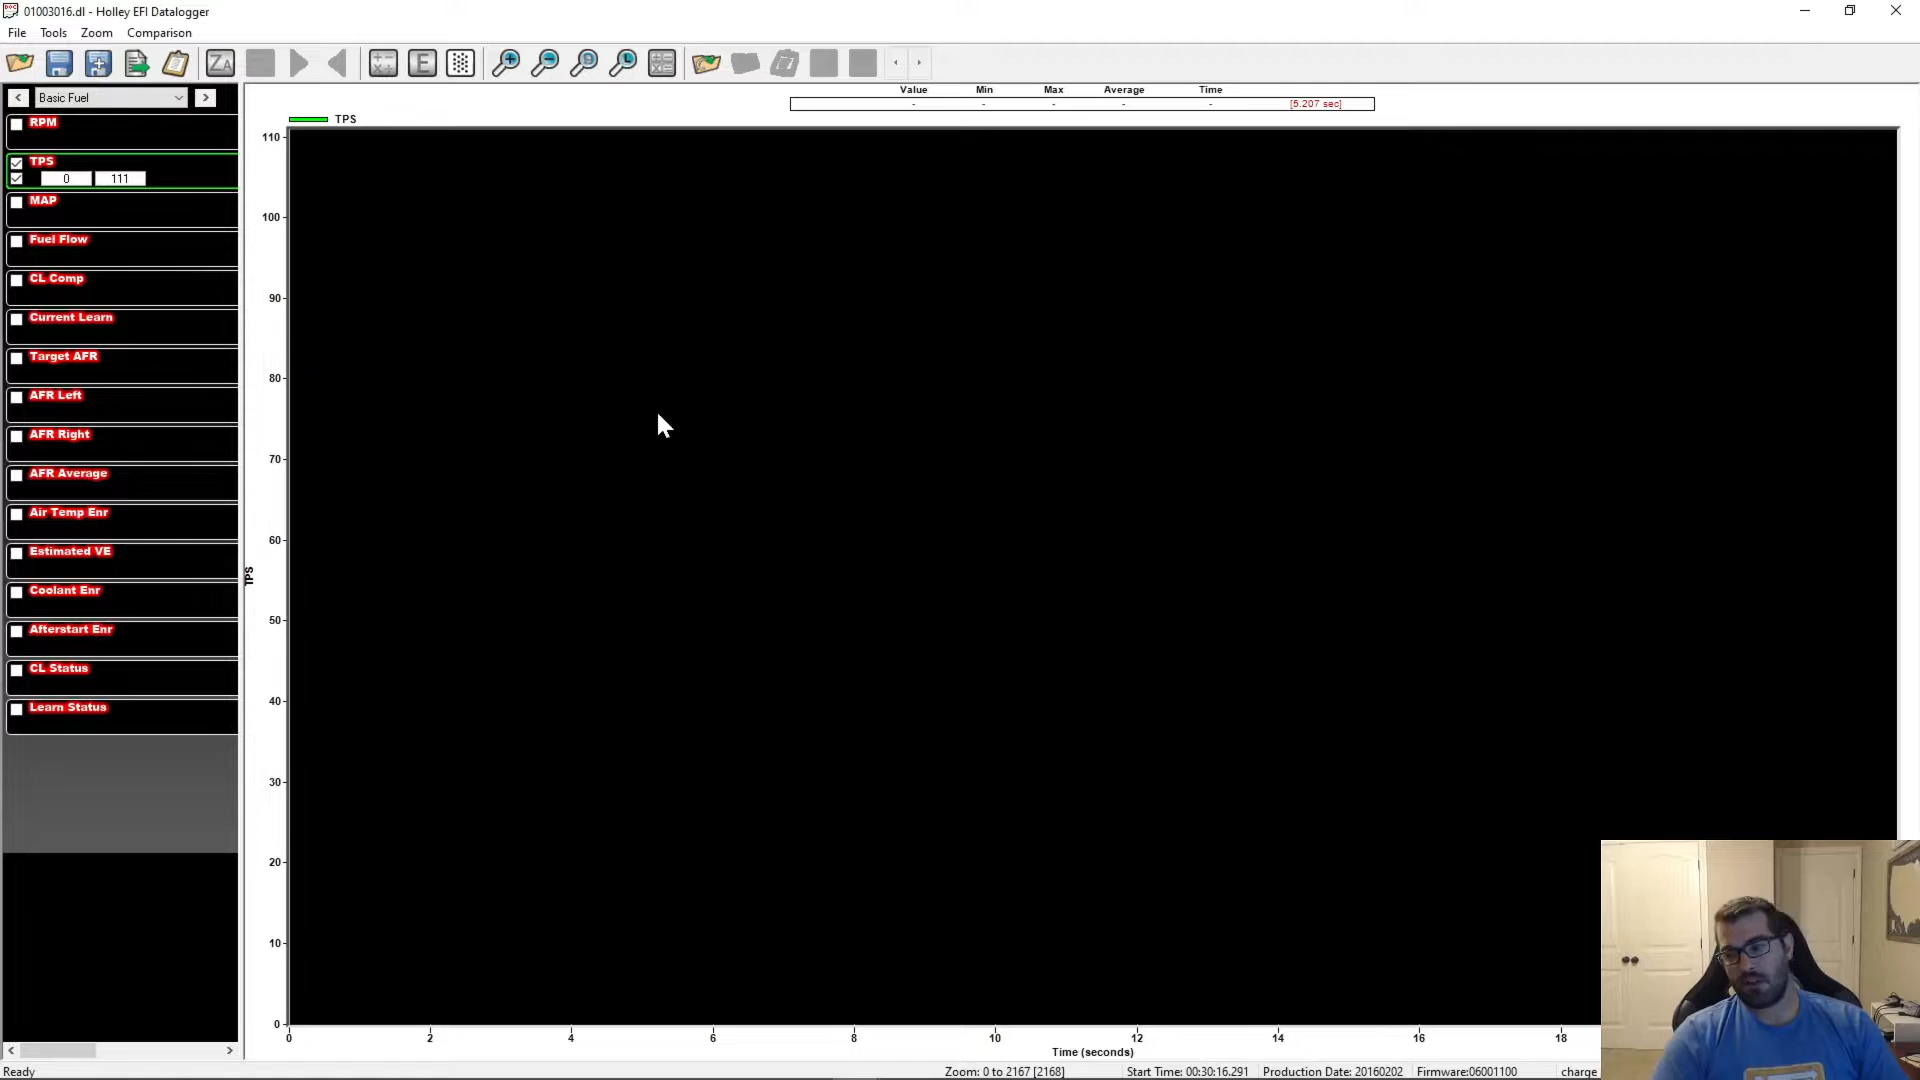 01003016.dl - Holley EFI Datalogger
File Tools Zoom Comparison
Basic Fuel
Value Min Max Average Time
- - - - - [5.207 sec]
TPS
RPM
TPS
0 111
MAP
Fuel Flow
CL Comp
Current Learn
Target AFR
AFR Left
AFR Right
AFR Average
Air Temp Enr
Estimated VE
Coolant Enr
Afterstart Enr
CL Status
Learn Status
110
100
90
80
70
60
50
40
30
20
10
0
TPS
0 2 4 6 8 10 12 14 16 18
Time (seconds)
Ready Zoom: 0 to 2167 [2168] Start Time: 00:30:16.291 Production Date: 20160202 Firmware:06001100 charge